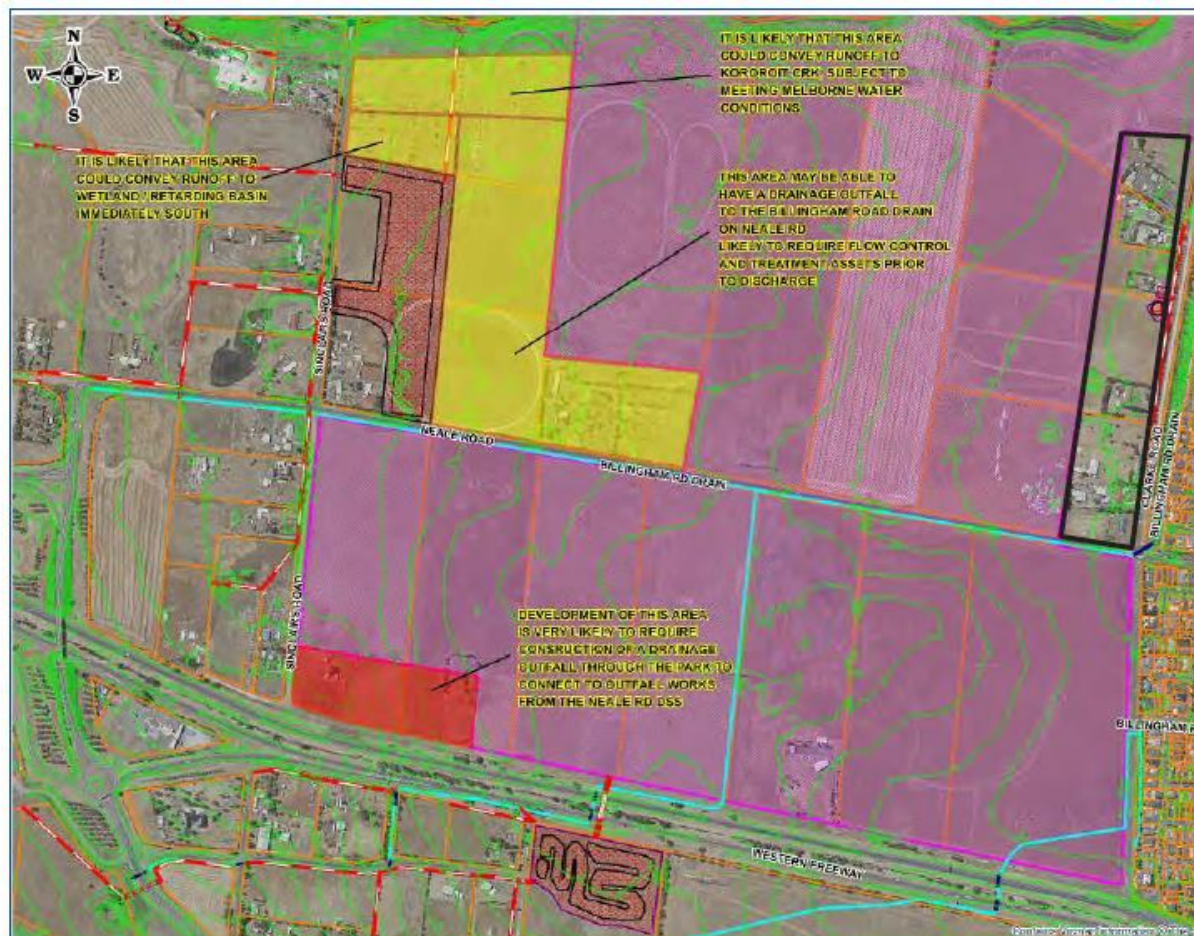 N
W E
S
IT IS LIKELY THAT THIS AREA
COULD CONVEY RUNOFF TO
KOROROIT CRK, SUBJECT TO
MEETING MELBORNE WATER
CONDITIONS
IT IS LIKELY THAT THIS AREA
COULD CONVEY RUNOFF TO
WETLAND / RETARDING BASIN
IMMEDIATELY SOUTH
THIS AREA MAY BE ABLE TO
HAVE A DRAINAGE OUTFALL
TO THE BILLINGHAM ROAD DRAIN
ON NEALE RD
LIKELY TO REQUIRE FLOW CONTROL
AND TREATMENT ASSETS PRIOR
TO DISCHARGE
SINCLAIRS ROAD
NEALE ROAD
BILLINGHAM RD DRAIN
CLARKE ROAD
BILLINGHAM RD DRAIN
SINCLAIRS ROAD
DEVELOPMENT OF THIS AREA
IS VERY LIKELY TO REQUIRE
CONSRUCTION OF A DRAINAGE
OUTFALL THROUGH THE PARK TO
CONNECT TO OUTFALL WORKS
FROM THE NEALE RD DSS
BILLINGHAM R
WESTERN FREEWAY